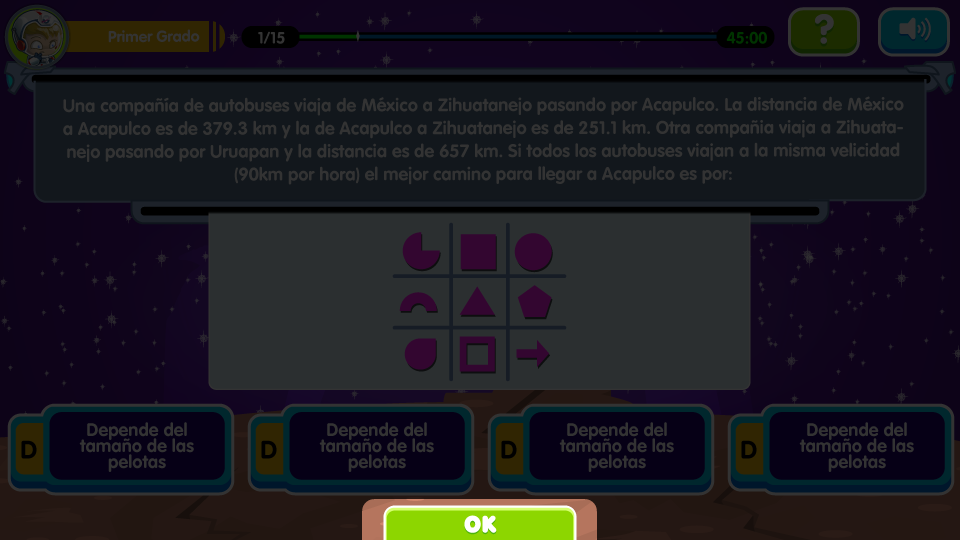 Primer Grado
1/15
45:00
?
Una compañía de autobuses viaja de México a Zihuatanejo pasando por Acapulco. La distancia de México
a Acapulco es de 379.3 km y la de Acapulco a Zihuatanejo es de 251.1 km. Otra compañia viaja a Zihuata-
nejo pasando por Uruapan y la distancia es de 657 km. Si todos los autobuses viajan a la misma velicidad
(90km por hora) el mejor camino para llegar a Acapulco es por:
D
Depende del
tamaño de las
pelotas
D
Depende del
tamaño de las
pelotas
D
Depende del
tamaño de las
pelotas
D
Depende del
tamaño de las
pelotas
OK